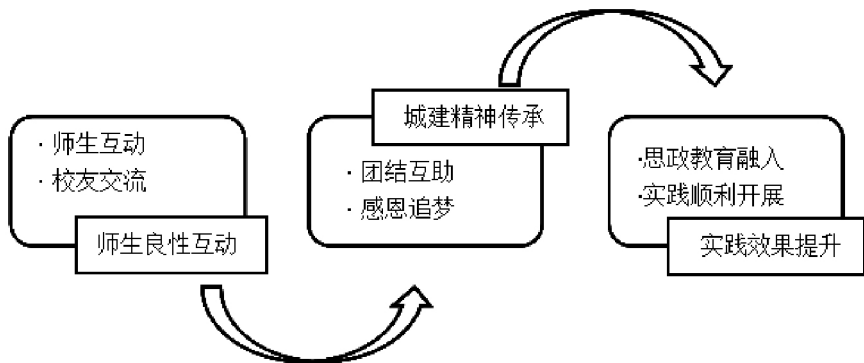 · 师生互动
· 校友交流
师生良性互动
城建精神传承
· 团结互助
· 感恩追梦
·思政教育融入
·实践顺利开展
实践效果提升